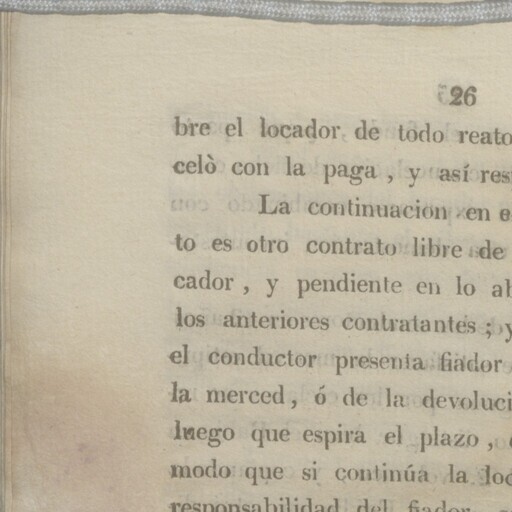 26
bre el locador de todo reato
celò con la paga, y así res
La continuacion en e
to es otro contrato libre de
cador, y pendiente en lo ab
los anteriores contratantes; y
el conductor presenta fiador
la merced, ó de la devoluci
luego que espira el plazo,
modo que si continúa la loc
responsabilidad del fiador